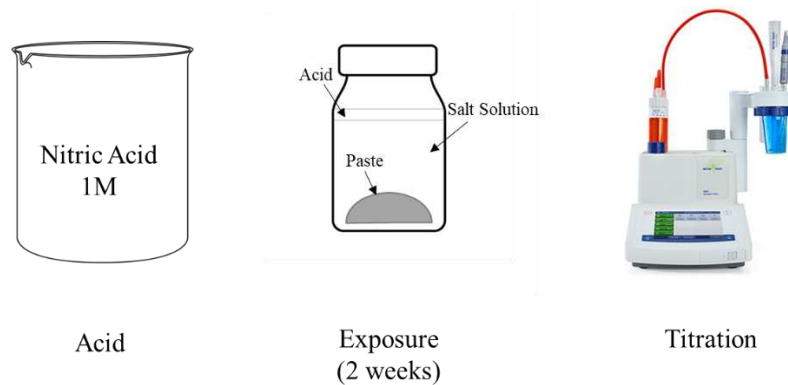 Nitric Acid
1M
Acid
Salt Solution
Paste
Acid
Exposure
(2 weeks)
Titration